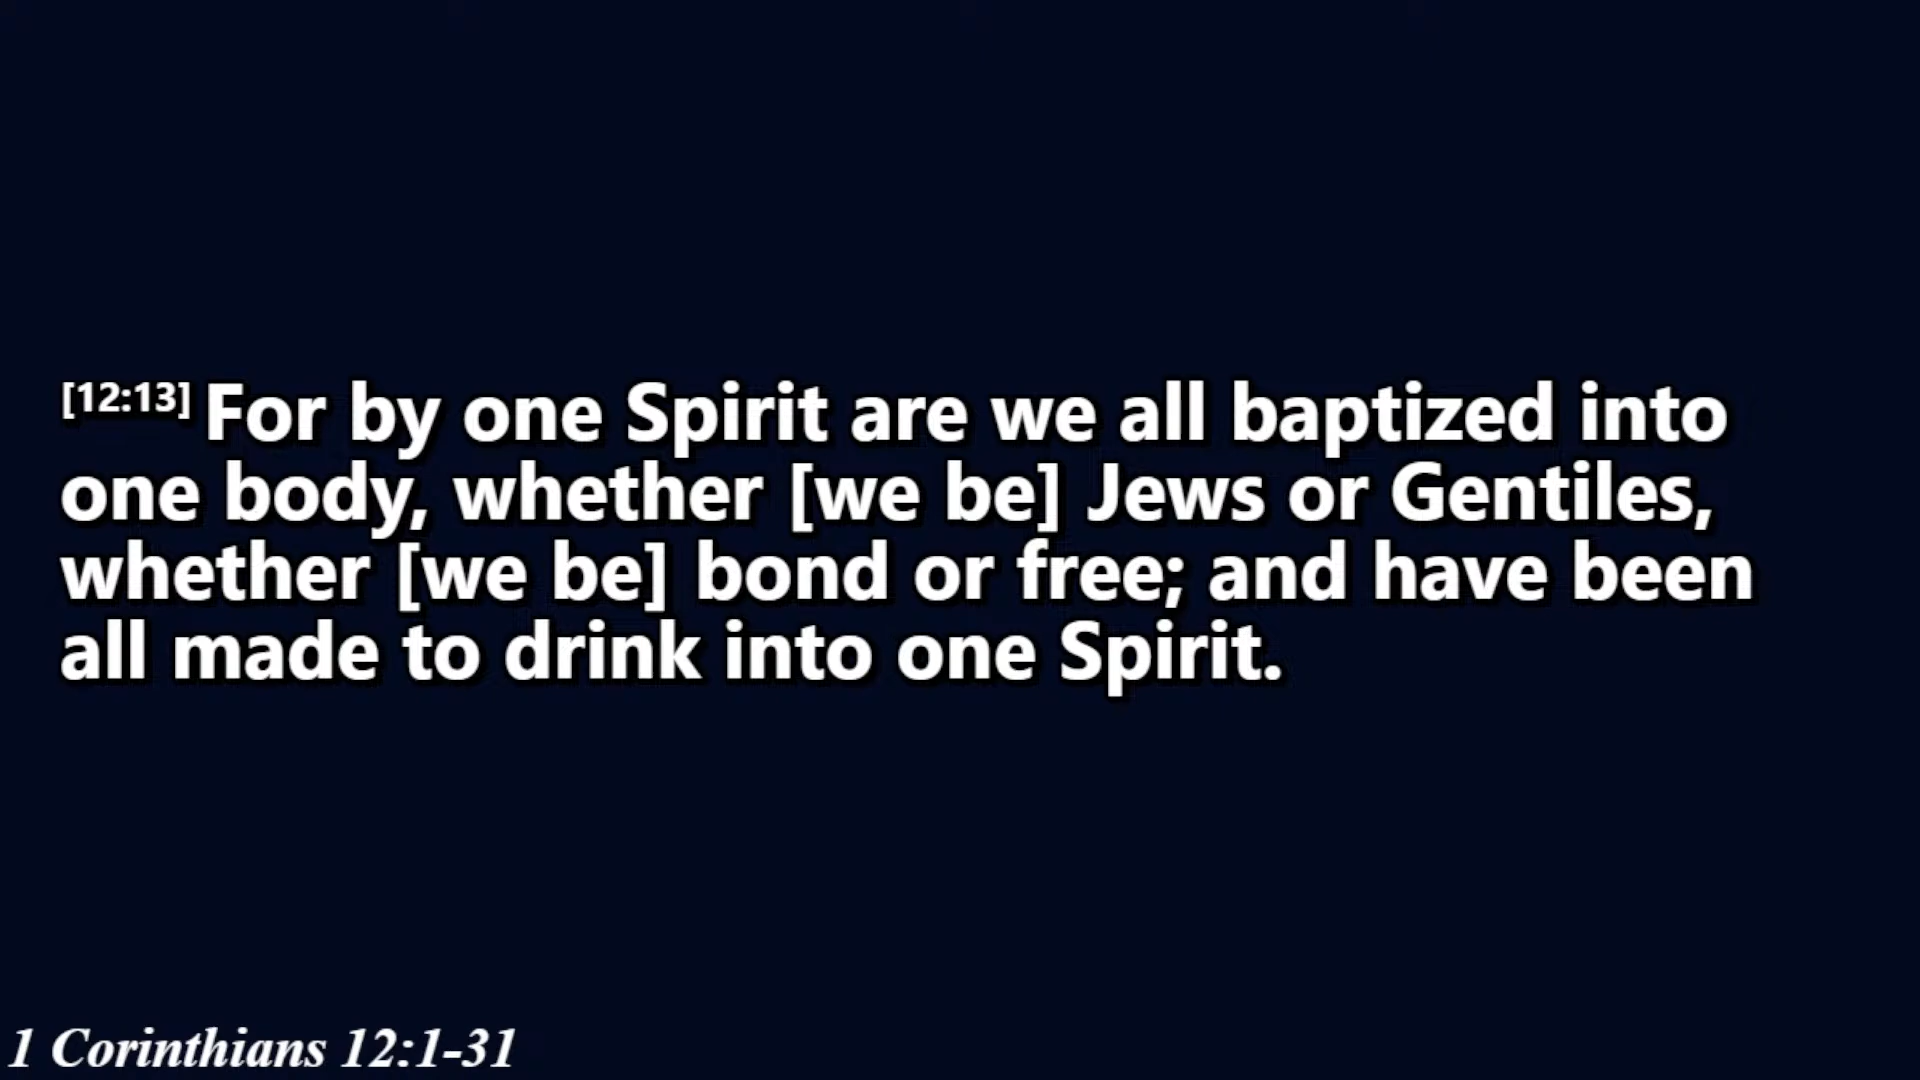 [12:13] For by one Spirit are we all baptized into
one body, whether [we be] Jews or Gentiles,
whether [we be] bond or free; and have been
all made to drink into one Spirit.
1 Corinthians 12:1-31